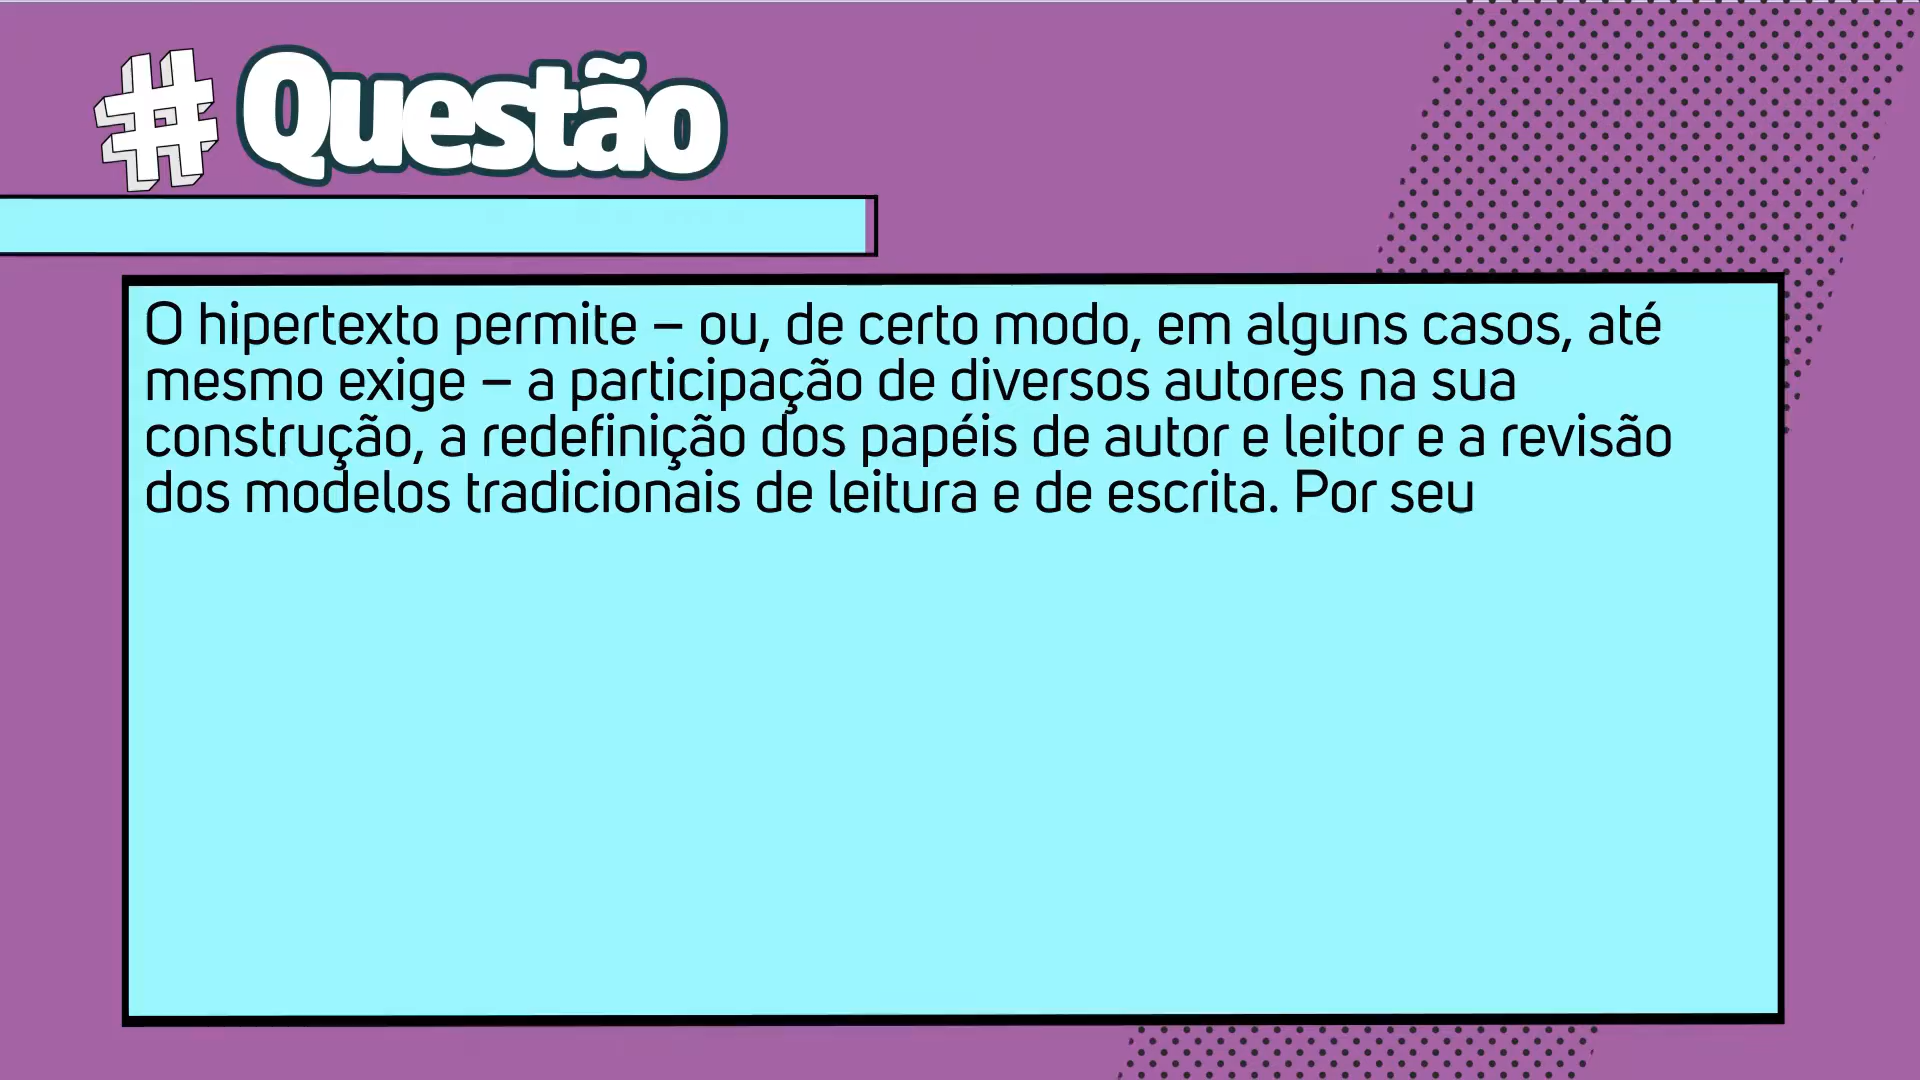 # Questão
O hipertexto permite – ou, de certo modo, em alguns casos, até
mesmo exige – a participação de diversos autores na sua
construção, a redefinição dos papéis de autor e leitor e a revisão
dos modelos tradicionais de leitura e de escrita. Por seu